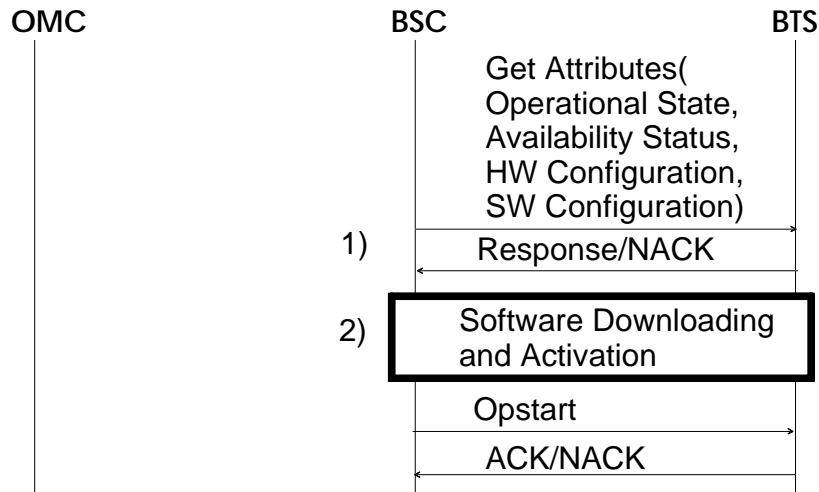 OMC BSC BTS
Get Attributes(
Operational State,
Availability Status,
HW Configuration,
SW Configuration)
1) Response/NACK
2) Software Downloading
and Activation
Opstart
ACK/NACK